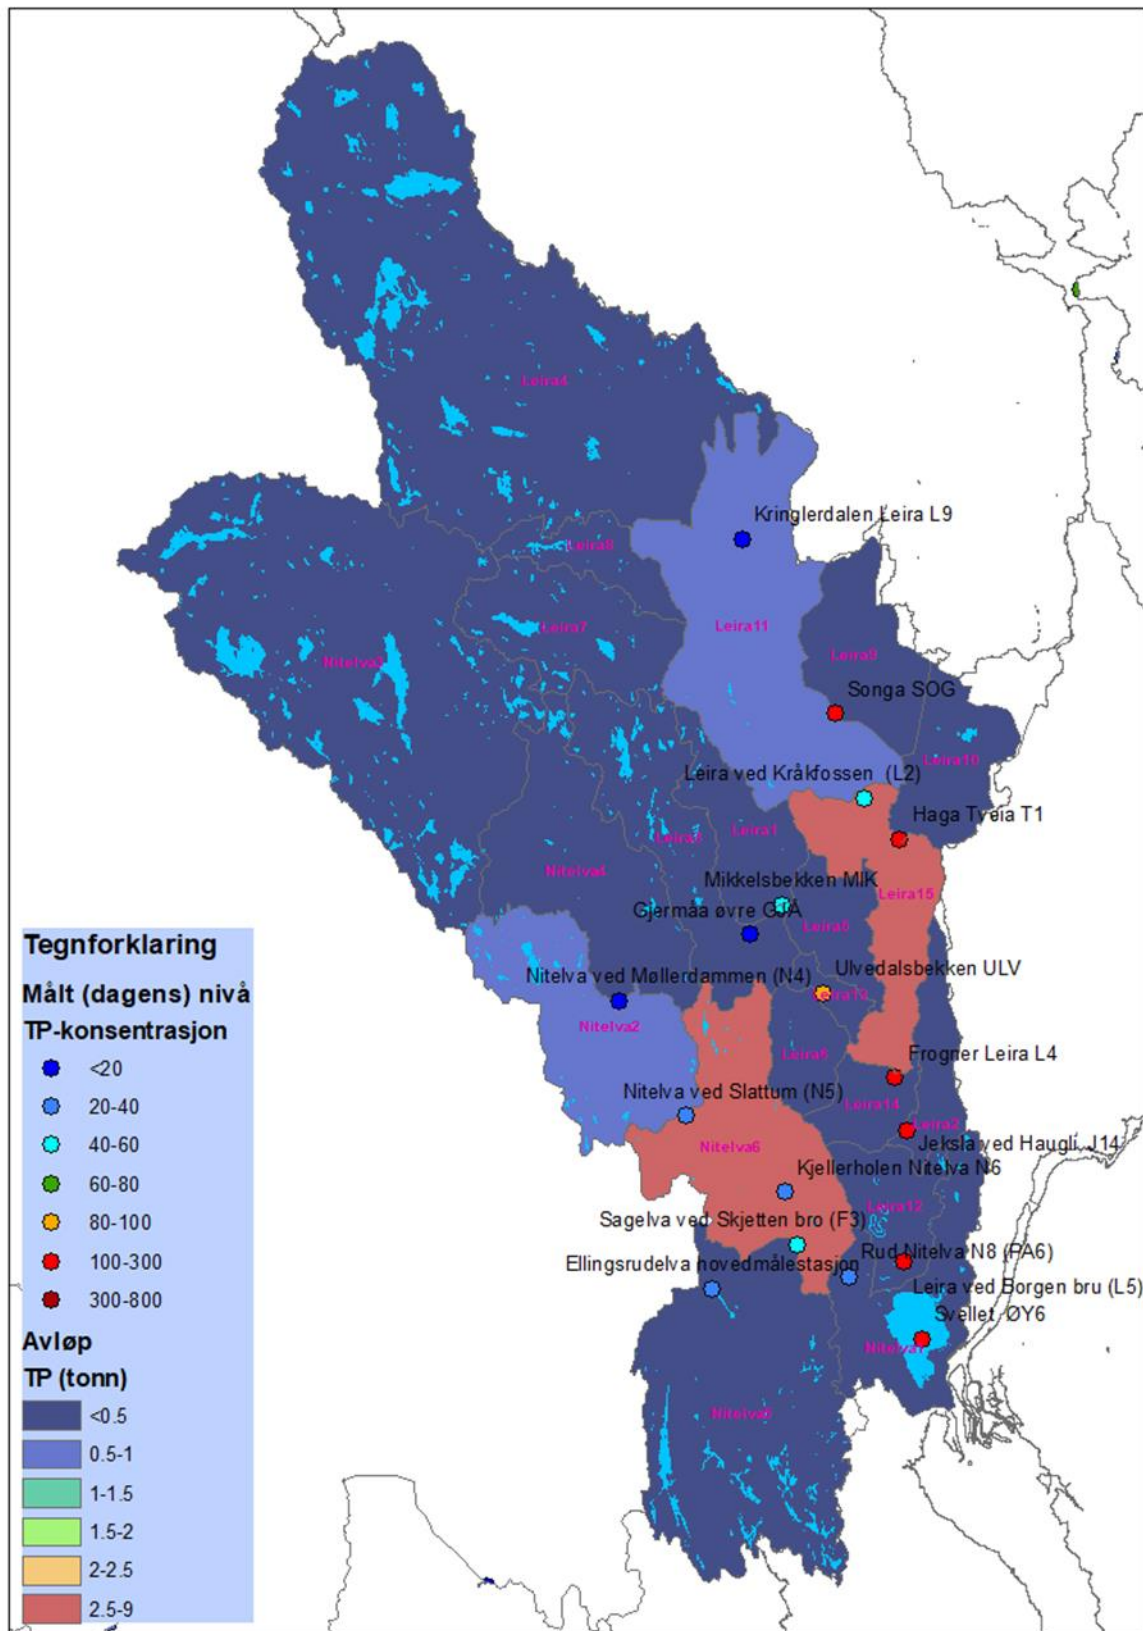 Leira4
Kringlerdalen Leira L9
Leira8
Leira7
Leira11
Leira9
Songa SOG
Leira10
Leira ved Kråkfossen (L2)
Haga Tveia T1
Leira1
Nitelva4
Mikkelsbekken MIK
Leira15
Gjermåa øvre GJÅ
Ulvedalsbekken ULV
Nitelva ved Møllerdammen (N4)
Nitelva2
Frogner Leira L4
Nitelva ved Slattum (N5)
Leira14
Leira2
Jeksla ved Haugli J14
Nitelva6
Kjellerholen Nitelva N6
Leira12
Sagelva ved Skjetten bro (F3)
Rud Nitelva N8 (PA6)
Ellingsrudelva hovedmålestasjon
Leira ved Borgen bru (L5)
Svellet ØY6
Tegnforklaring
Målt (dagens) nivå
TP-konsentrasjon
<20
20-40
40-60
60-80
80-100
100-300
300-800
Avløp
TP (tonn)
<0.5
0.5-1
1-1.5
1.5-2
2-2.5
2.5-9